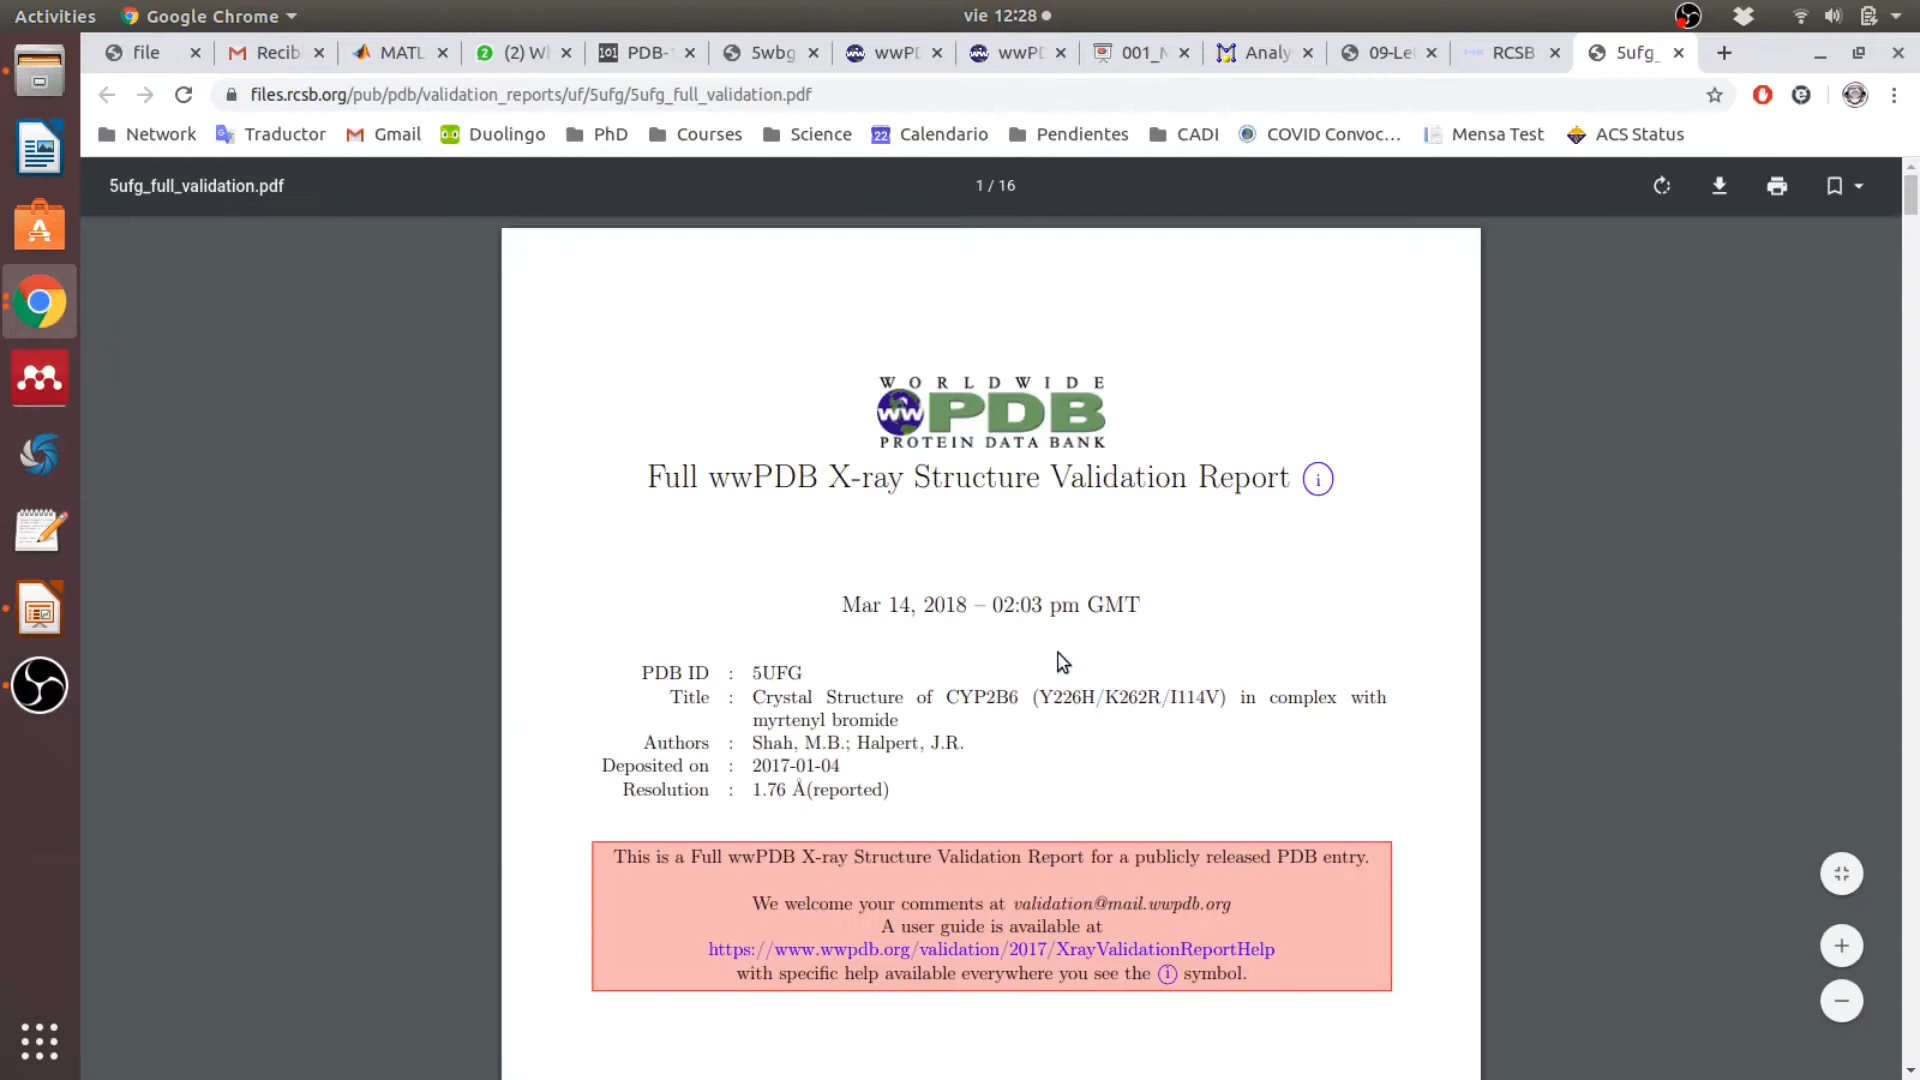 Activities Google Chrome vie 12:28
file Recib MATL (2) W PDB- 5wbg wwPD wwPD 001_ Analy 09-Le RCSB 5ufg_
files.rcsb.org/pub/pdb/validation_reports/uf/5ufg/5ufg_full_validation.pdf
Network Traductor Gmail Duolingo PhD Courses Science 22 Calendario Pendientes CADI COVID Convoc... Mensa Test ACS Status
5ufg_full_validation.pdf 1 / 16
WORLDWIDE
ww PDB
PROTEIN DATA BANK
Full wwPDB X-ray Structure Validation Report i
Mar 14, 2018 – 02:03 pm GMT
PDB ID : 5UFG
Title : Crystal Structure of CYP2B6 (Y226H/K262R/I114V) in complex with
myrtenyl bromide
Authors : Shah, M.B.; Halpert, J.R.
Deposited on : 2017-01-04
Resolution : 1.76 Å(reported)
This is a Full wwPDB X-ray Structure Validation Report for a publicly released PDB entry.
We welcome your comments at validation@mail.wwpdb.org
A user guide is available at
https://www.wwpdb.org/validation/2017/XrayValidationReportHelp
with specific help available everywhere you see the i symbol.